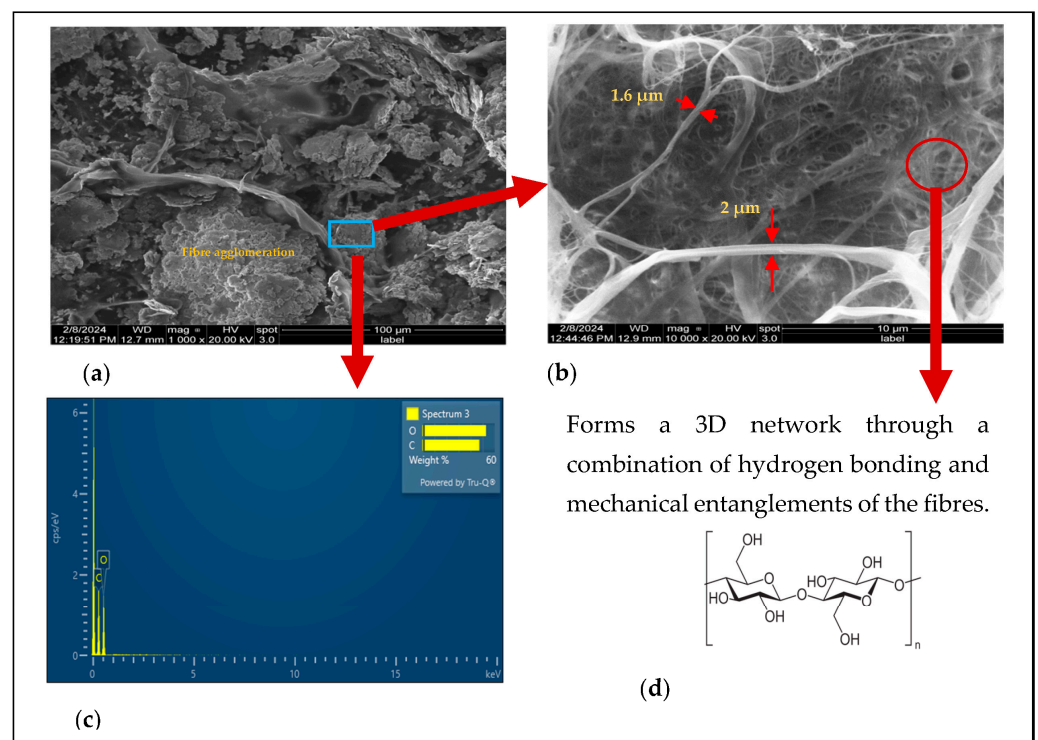 1.6 µm
2 µm
Fibre agglomeration
2/8/2024 WD mag HV spot 100 µm
12:19:51 PM 12.7 mm 1 000 x 20.00 kV 3.0 label
2/8/2024 WD mag HV spot 10 µm
12:44:46 PM 12.9 mm 10 000 x 20.00 kV 3.0 label
(a)
(b)
6
4
2
0
cps/eV
O
C
Spectrum 3
O
C
Weight % 60
Powered by Tru-Q®
0 5 10 15 keV
(c)
Forms a 3D network through a
combination of hydrogen bonding and
mechanical entanglements of the fibres.
OH
O
HO
OH
O
HO
OH
O
O
OH
n
(d)